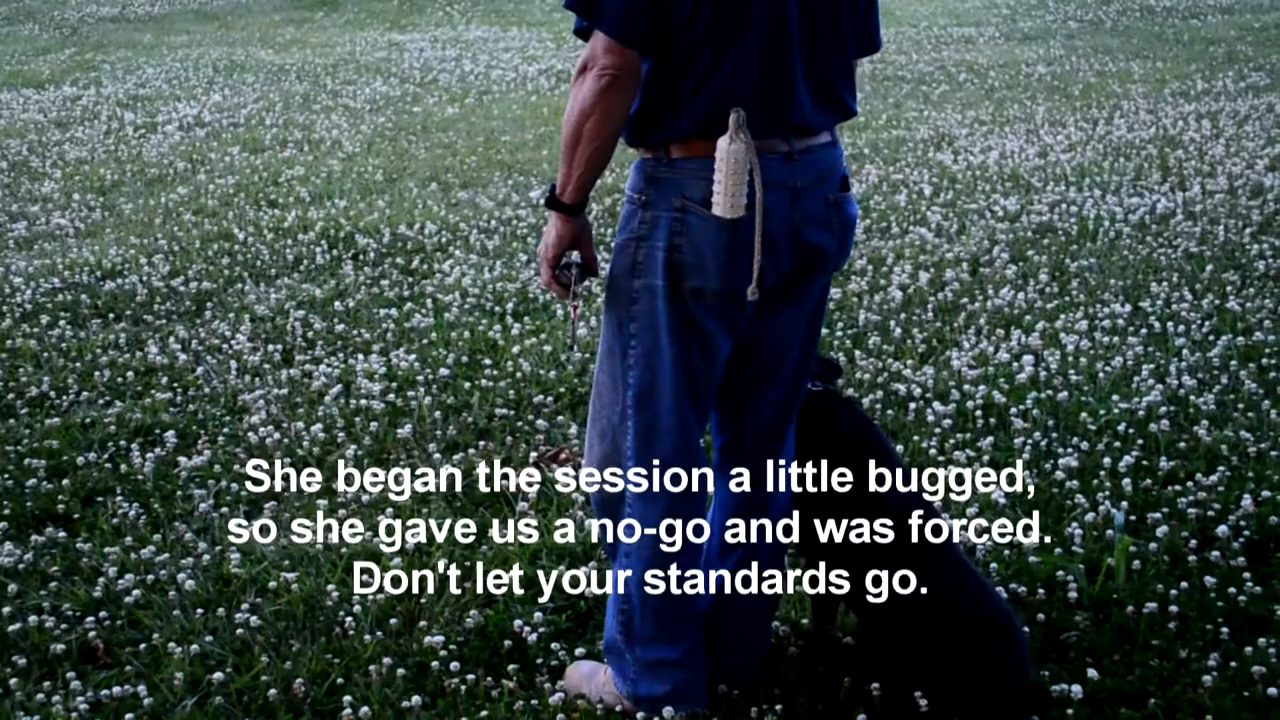 She began the session a little bugged,
so she gave us a no-go and was forced.
Don't let your standards go.